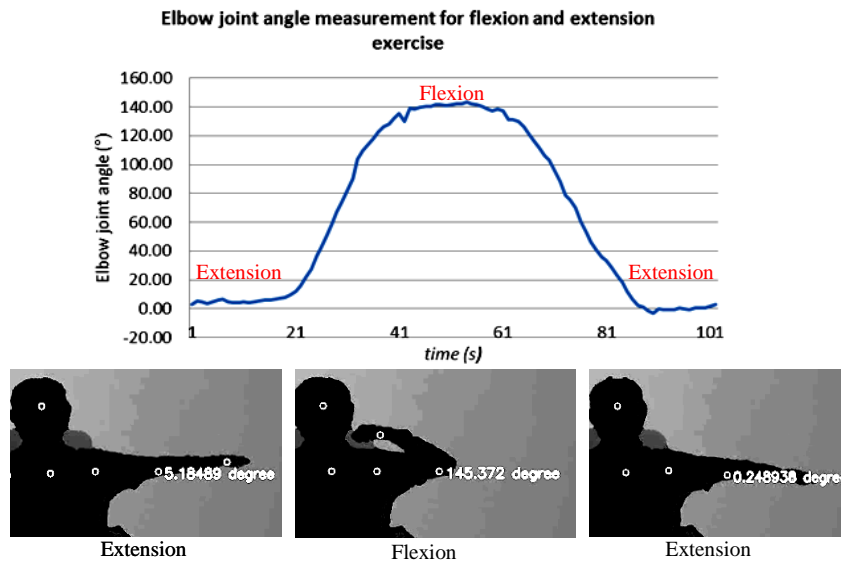 Elbow joint angle measurement for flexion and extension
exercise
160.00
140.00
120.00
100.00
80.00
60.00
40.00
20.00
0.00
-20.00
Elbow joint angle (°)
Flexion
Extension
Extension
1 21 41 61 81 101
time (s)
5.18489 degree
145.372 degree
0.248938 degre
Extension
Flexion
Extension